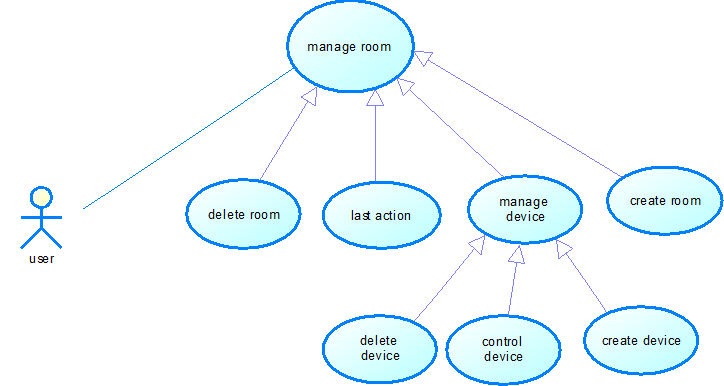 manage room
delete room
last action
manage
device
create room
user
delete
device
control
device
create device